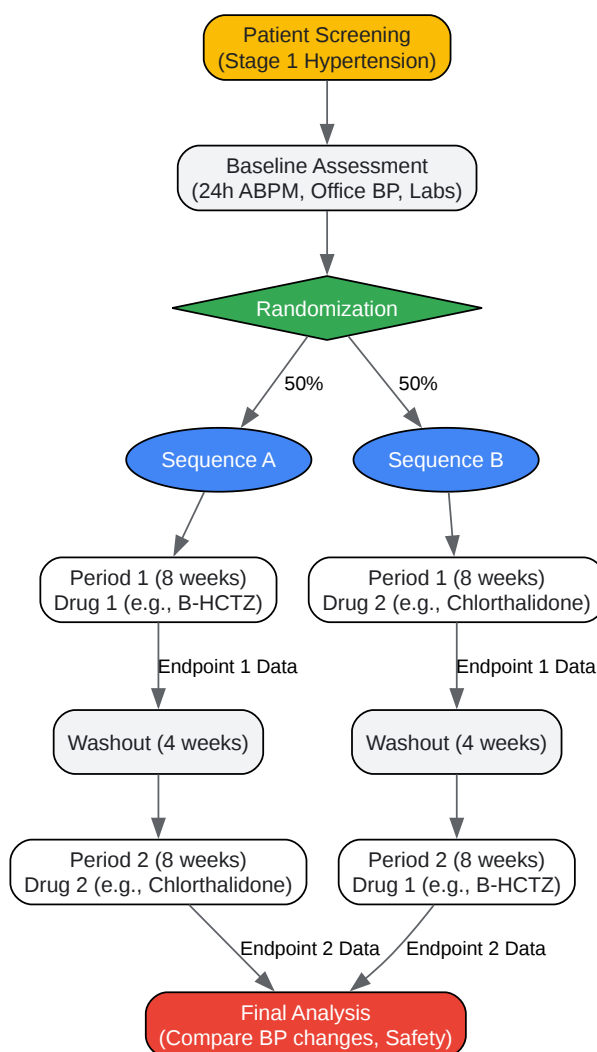 Patient Screening
(Stage 1 Hypertension)
Baseline Assessment
(24h ABPM, Office BP, Labs)
Randomization
50%
50%
Sequence A
Sequence B
Period 1 (8 weeks)
Drug 1 (e.g., B-HCTZ)
Period 1 (8 weeks)
Drug 2 (e.g., Chlorthalidone)
Endpoint 1 Data
Endpoint 1 Data
Washout (4 weeks)
Washout (4 weeks)
Period 2 (8 weeks)
Drug 2 (e.g., Chlorthalidone)
Period 2 (8 weeks)
Drug 1 (e.g., B-HCTZ)
Endpoint 2 Data
Endpoint 2 Data
Final Analysis
(Compare BP changes, Safety)